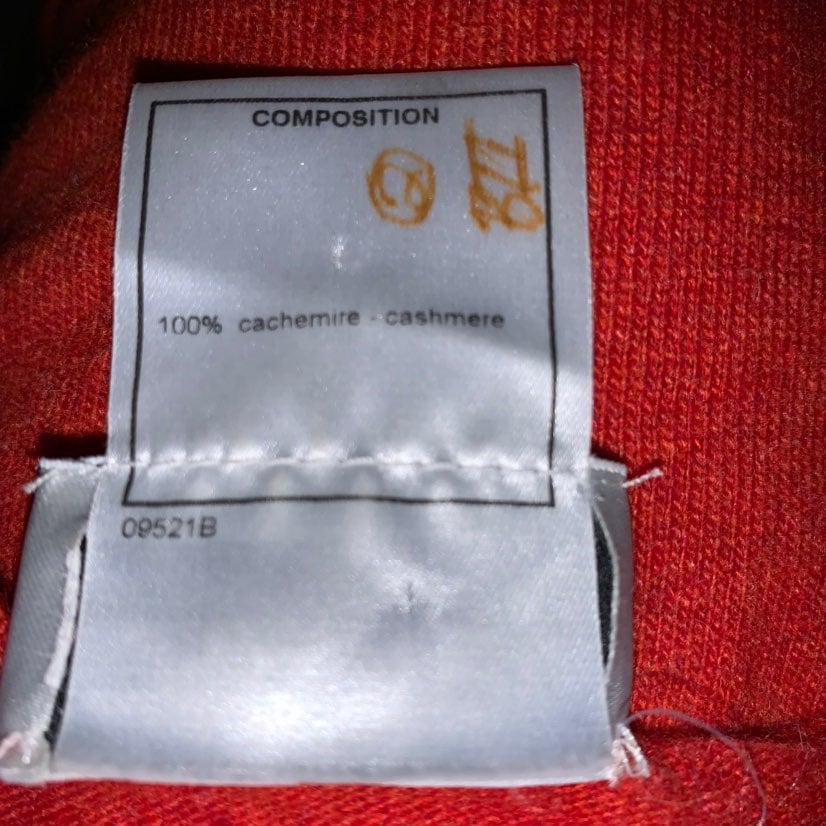 COMPOSITION
100% cachemire - cashmere
09521B